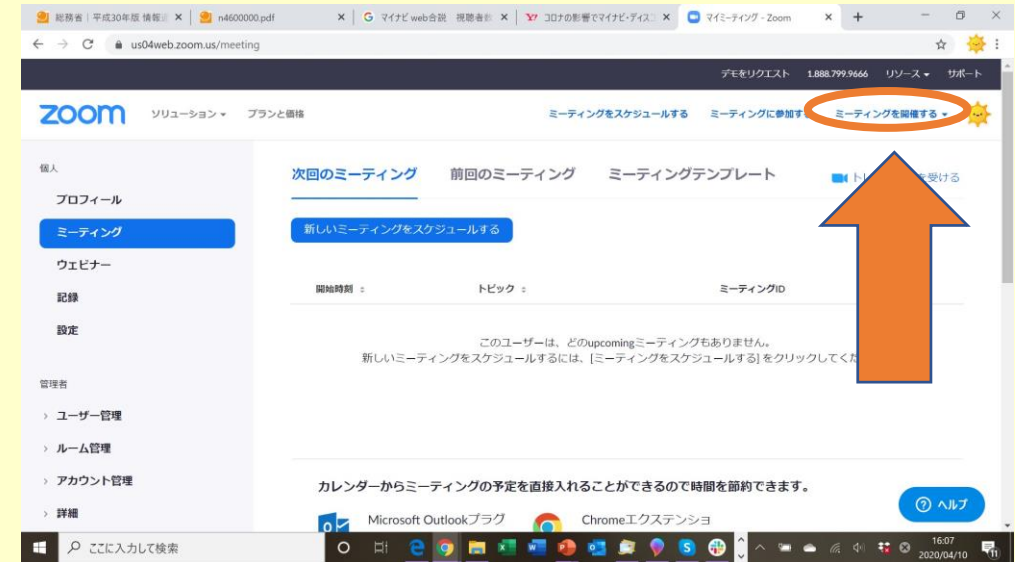 総務省｜平成30年版 情報
n4600000.pdf
マイナビ web合説 視聴者数
コロナの影響でマイナビ・ディス
マイミーティング - Zoom
us04web.zoom.us/meeting
デモをリクエスト 1.888.799.9666 リソース サポート
zoom ソリューション プランと価格 ミーティングをスケジュールする ミーティングに参加す ミーティングを開催する
個人
プロフィール
ミーティング
ウェビナー
記録
設定
管理者
ユーザー管理
ルーム管理
アカウント管理
詳細
次回のミーティング 前回のミーティング ミーティングテンプレート ト を受ける
新しいミーティングをスケジュールする
開始時刻 トピック ミーティングID
このユーザーは、どのupcomingミーティングもありません。
新しいミーティングをスケジュールするには、[ミーティングをスケジュールする] をクリックしてくだ
カレンダーからミーティングの予定を直接入れることができるので時間を節約できます。
Microsoft Outlookプラグ Chromeエクステンショ
ヘルプ
ここに入力して検索
16:07
2020/04/10
11